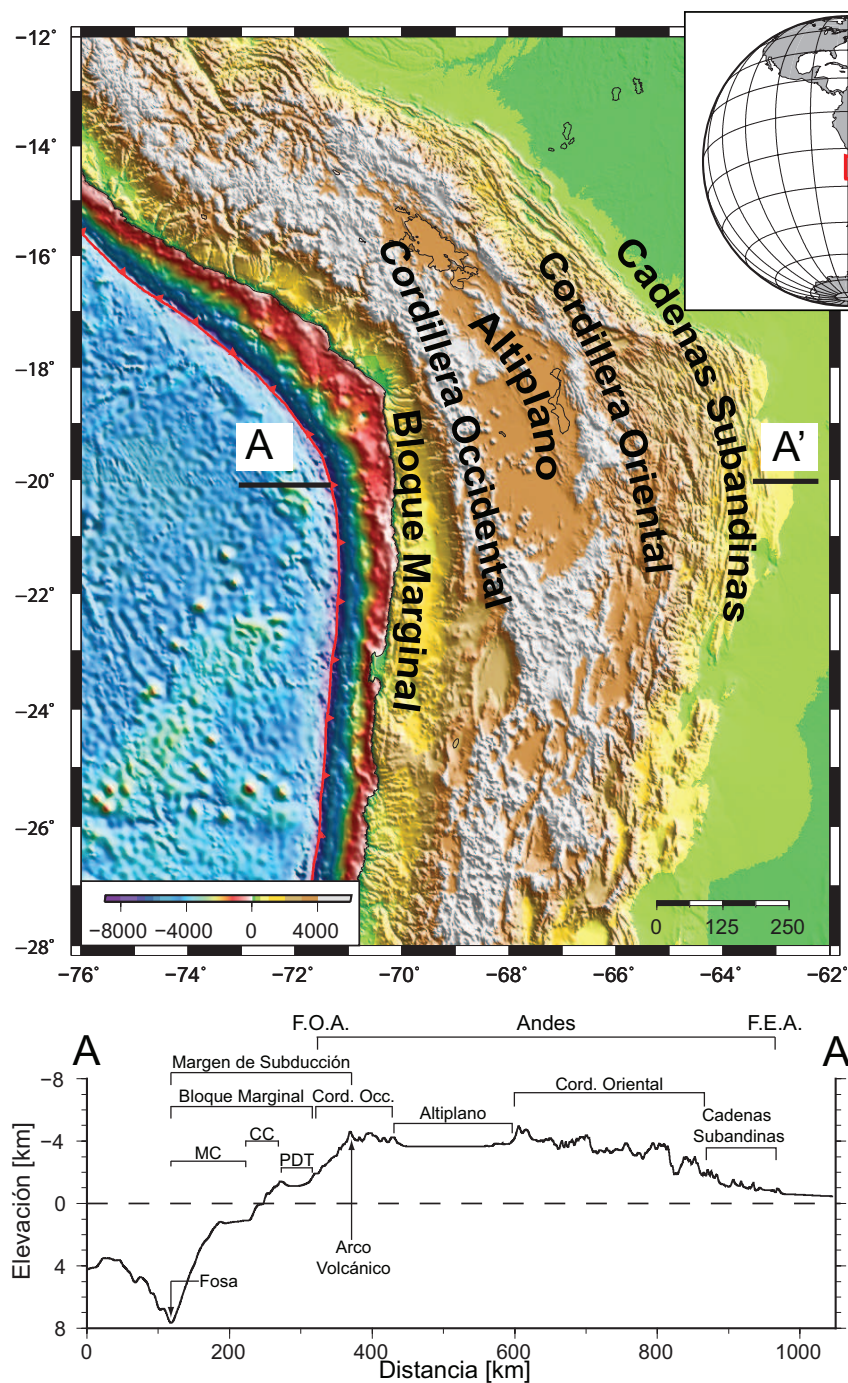 −12°
−14°
−16°
−18°
−20°
−22°
−24°
−26°
−28°
−76°
−74°
−72°
−70°
−68°
−66°
−64°
−62°
Cadenas Subandinas
Cordillera Oriental
Altiplano
Cordillera Occidental
Bloque Marginal
A
A'
−8000
−4000
0
4000
0
125
250
F.O.A.
Andes
F.E.A.
A
A
Margen de Subducción
Bloque Marginal
Cord. Occ.
Altiplano
Cord. Oriental
Cadenas
Subandinas
MC
CC
PDT
Fosa
Arco
Volcánico
Elevación [km]
−8
−4
0
4
8
0
200
400
600
800
1000
Distancia [km]